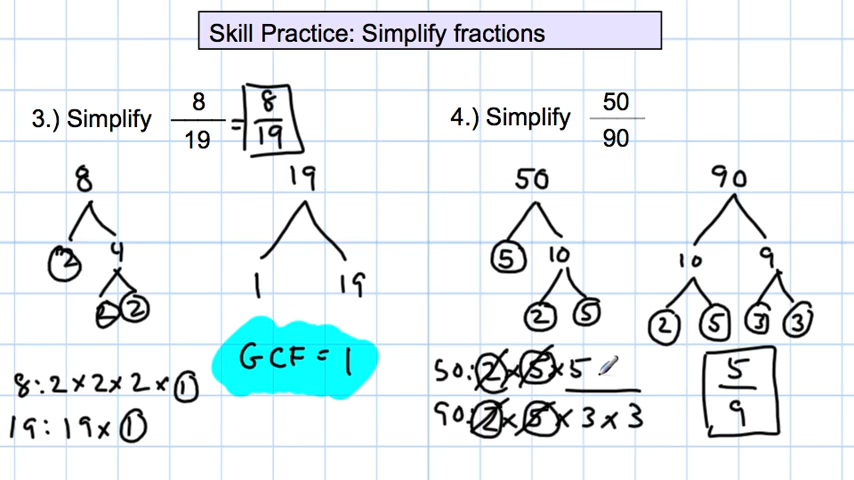 Skill Practice: Simplify fractions
3.) Simplify 8/19 = 8/19
8
19
2
4
2 2
1
19
GCF = 1
8: 2 x 2 x 2 x 1
19: 19 x 1
4.) Simplify 50/90
50
90
5
10
2 5
10
9
2 5 3 3
50: 2 x 5 x 5
90: 2 x 5 x 3 x 3
5/9